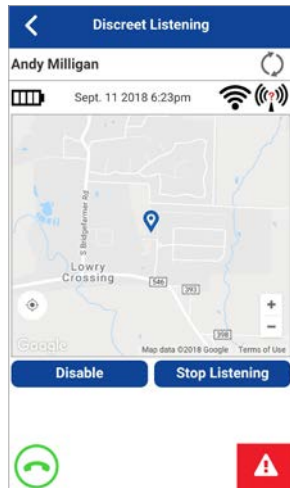 Discreet Listening
Andy Milligan
Sept. 11 2018 6:23pm
?
S Bridgefarmer Rd
Lowry
Crossing
546
393
398
+
−
Google
Map data ©2018 Google Terms of Use
Disable Stop Listening